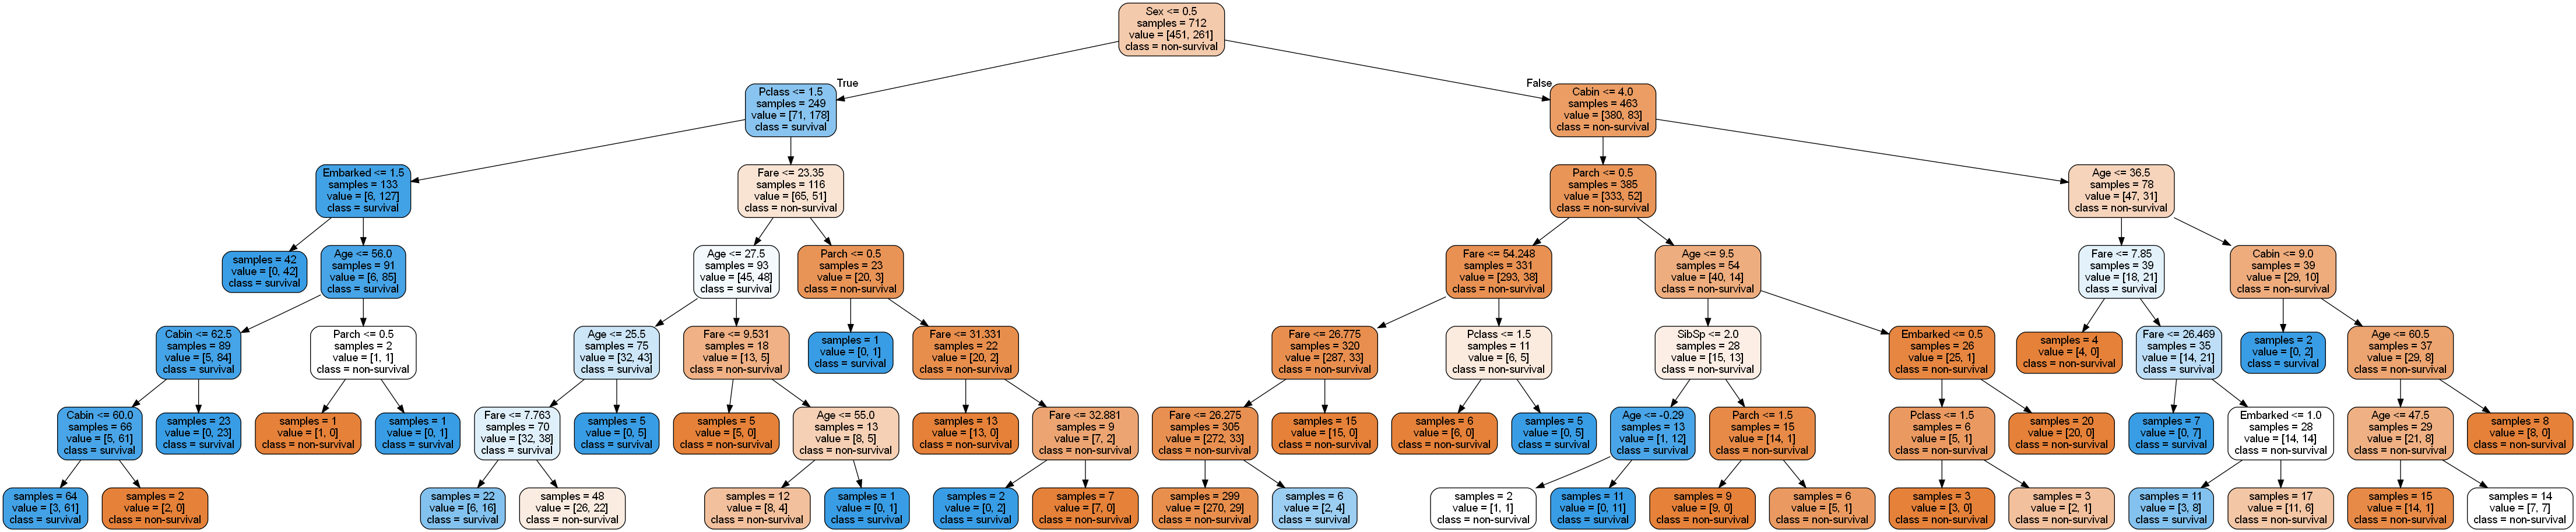 Sex <= 0.5
samples = 712
value = [451, 261]
class = non-survival
True
False
Pclass <= 1.5
samples = 249
value = [71, 178]
class = survival
Cabin <= 4.0
samples = 463
value = [380, 83]
class = non-survival
Embarked <= 1.5
samples = 133
value = [6, 127]
class = survival
Fare <= 23.35
samples = 116
value = [65, 51]
class = non-survival
Parch <= 0.5
samples = 385
value = [333, 52]
class = non-survival
Age <= 36.5
samples = 78
value = [47, 31]
class = non-survival
samples = 42
value = [0, 42]
class = survival
Age <= 56.0
samples = 91
value = [6, 85]
class = survival
Age <= 27.5
samples = 93
value = [45, 48]
class = survival
Parch <= 0.5
samples = 23
value = [20, 3]
class = non-survival
Fare <= 54.248
samples = 331
value = [293, 38]
class = non-survival
Age <= 9.5
samples = 54
value = [40, 14]
class = non-survival
Fare <= 7.85
samples = 39
value = [18, 21]
class = survival
Cabin <= 9.0
samples = 39
value = [29, 10]
class = non-survival
Cabin <= 62.5
samples = 89
value = [5, 84]
class = survival
Parch <= 0.5
samples = 2
value = [1, 1]
class = non-survival
Age <= 25.5
samples = 75
value = [32, 43]
class = survival
Fare <= 9.531
samples = 18
value = [13, 5]
class = non-survival
samples = 1
value = [0, 1]
class = survival
Fare <= 31.331
samples = 22
value = [20, 2]
class = non-survival
Fare <= 26.775
samples = 320
value = [287, 33]
class = non-survival
Pclass <= 1.5
samples = 11
value = [6, 5]
class = non-survival
SibSp <= 2.0
samples = 28
value = [15, 13]
class = non-survival
Embarked <= 0.5
samples = 26
value = [25, 1]
class = non-survival
samples = 4
value = [4, 0]
class = non-survival
Fare <= 26.469
samples = 35
value = [14, 21]
class = survival
samples = 2
value = [0, 2]
class = survival
Age <= 60.5
samples = 37
value = [29, 8]
class = non-survival
Cabin <= 60.0
samples = 66
value = [5, 61]
class = survival
samples = 23
value = [0, 23]
class = survival
samples = 1
value = [1, 0]
class = non-survival
samples = 1
value = [0, 1]
class = survival
Fare <= 7.763
samples = 70
value = [32, 38]
class = survival
samples = 5
value = [0, 5]
class = survival
samples = 5
value = [5, 0]
class = non-survival
Age <= 55.0
samples = 13
value = [8, 5]
class = non-survival
samples = 13
value = [13, 0]
class = non-survival
Fare <= 32.881
samples = 9
value = [7, 2]
class = non-survival
Fare <= 26.275
samples = 305
value = [272, 33]
class = non-survival
samples = 15
value = [15, 0]
class = non-survival
samples = 6
value = [6, 0]
class = non-survival
samples = 5
value = [0, 5]
class = survival
Age <= -0.29
samples = 13
value = [1, 12]
class = survival
Parch <= 1.5
samples = 15
value = [14, 1]
class = non-survival
Pclass <= 1.5
samples = 6
value = [5, 1]
class = non-survival
samples = 20
value = [20, 0]
class = non-survival
samples = 7
value = [0, 7]
class = survival
Embarked <= 1.0
samples = 28
value = [14, 14]
class = non-survival
Age <= 47.5
samples = 29
value = [21, 8]
class = non-survival
samples = 8
value = [8, 0]
class = non-survival
samples = 64
value = [3, 61]
class = survival
samples = 2
value = [2, 0]
class = non-survival
samples = 22
value = [6, 16]
class = survival
samples = 48
value = [26, 22]
class = non-survival
samples = 12
value = [8, 4]
class = non-survival
samples = 1
value = [0, 1]
class = survival
samples = 2
value = [0, 2]
class = survival
samples = 7
value = [7, 0]
class = non-survival
samples = 299
value = [270, 29]
class = non-survival
samples = 6
value = [2, 4]
class = survival
samples = 2
value = [1, 1]
class = non-survival
samples = 11
value = [0, 11]
class = survival
samples = 9
value = [9, 0]
class = non-survival
samples = 6
value = [5, 1]
class = non-survival
samples = 3
value = [3, 0]
class = non-survival
samples = 3
value = [2, 1]
class = non-survival
samples = 11
value = [3, 8]
class = survival
samples = 17
value = [11, 6]
class = non-survival
samples = 15
value = [14, 1]
class = non-survival
samples = 14
value = [7, 7]
class = non-survival